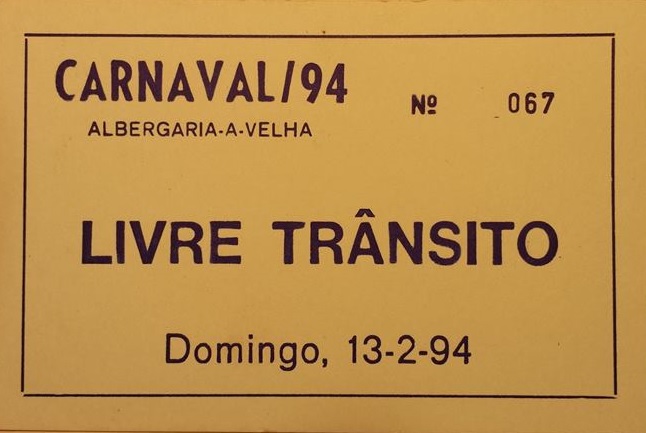 CARNAVAL/94 Nº 067
ALBERGARIA-A-VELHA
LIVRE TRÂNSITO
Domingo, 13-2-94